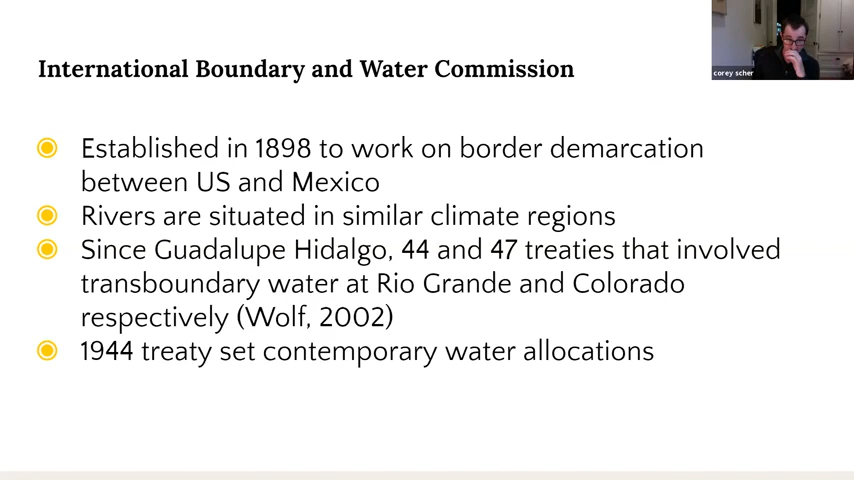 International Boundary and Water Commission
corey scher
Established in 1898 to work on border demarcation
between US and Mexico
Rivers are situated in similar climate regions
Since Guadalupe Hidalgo, 44 and 47 treaties that involved
transboundary water at Rio Grande and Colorado
respectively (Wolf, 2002)
1944 treaty set contemporary water allocations